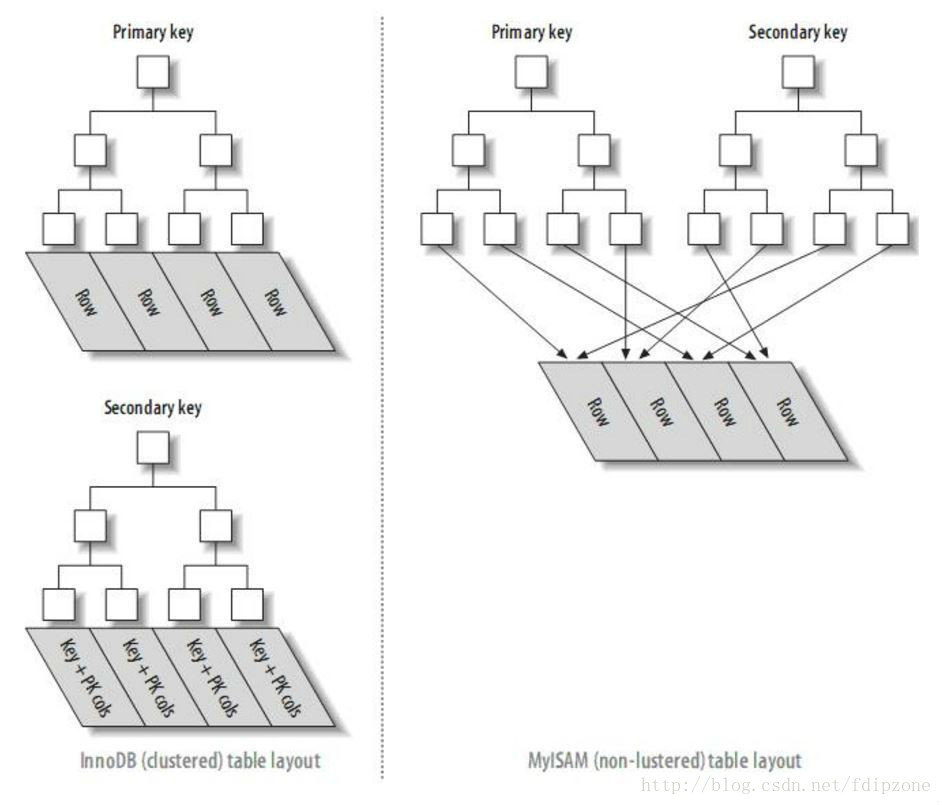 Primary key
Row
Row
Row
Row
Secondary key
Key + PK cols
Key + PK cols
Key + PK cols
Key + PK cols
InnoDB (clustered) table layout
Primary key
Secondary key
Row
Row
Row
Row
MyISAM (non-lustered) table layout
http://blog.csdn.net/fdipzone